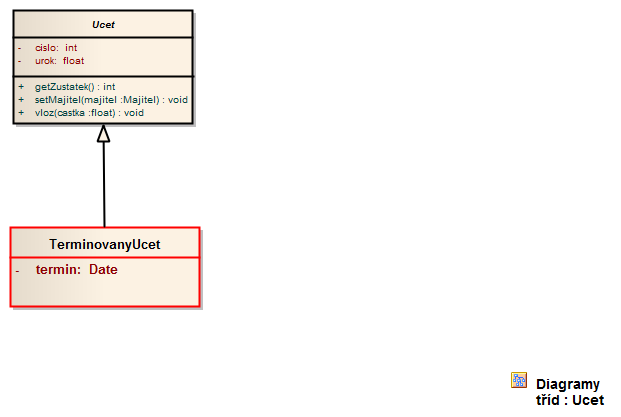 Ucet
- cislo: int
- urok: float
+ getZustatek() : int
+ setMajitel(majitel :Majitel) : void
+ vloz(castka :float) : void
TerminovanyUcet
- termin: Date
Diagramy
tříd : Ucet